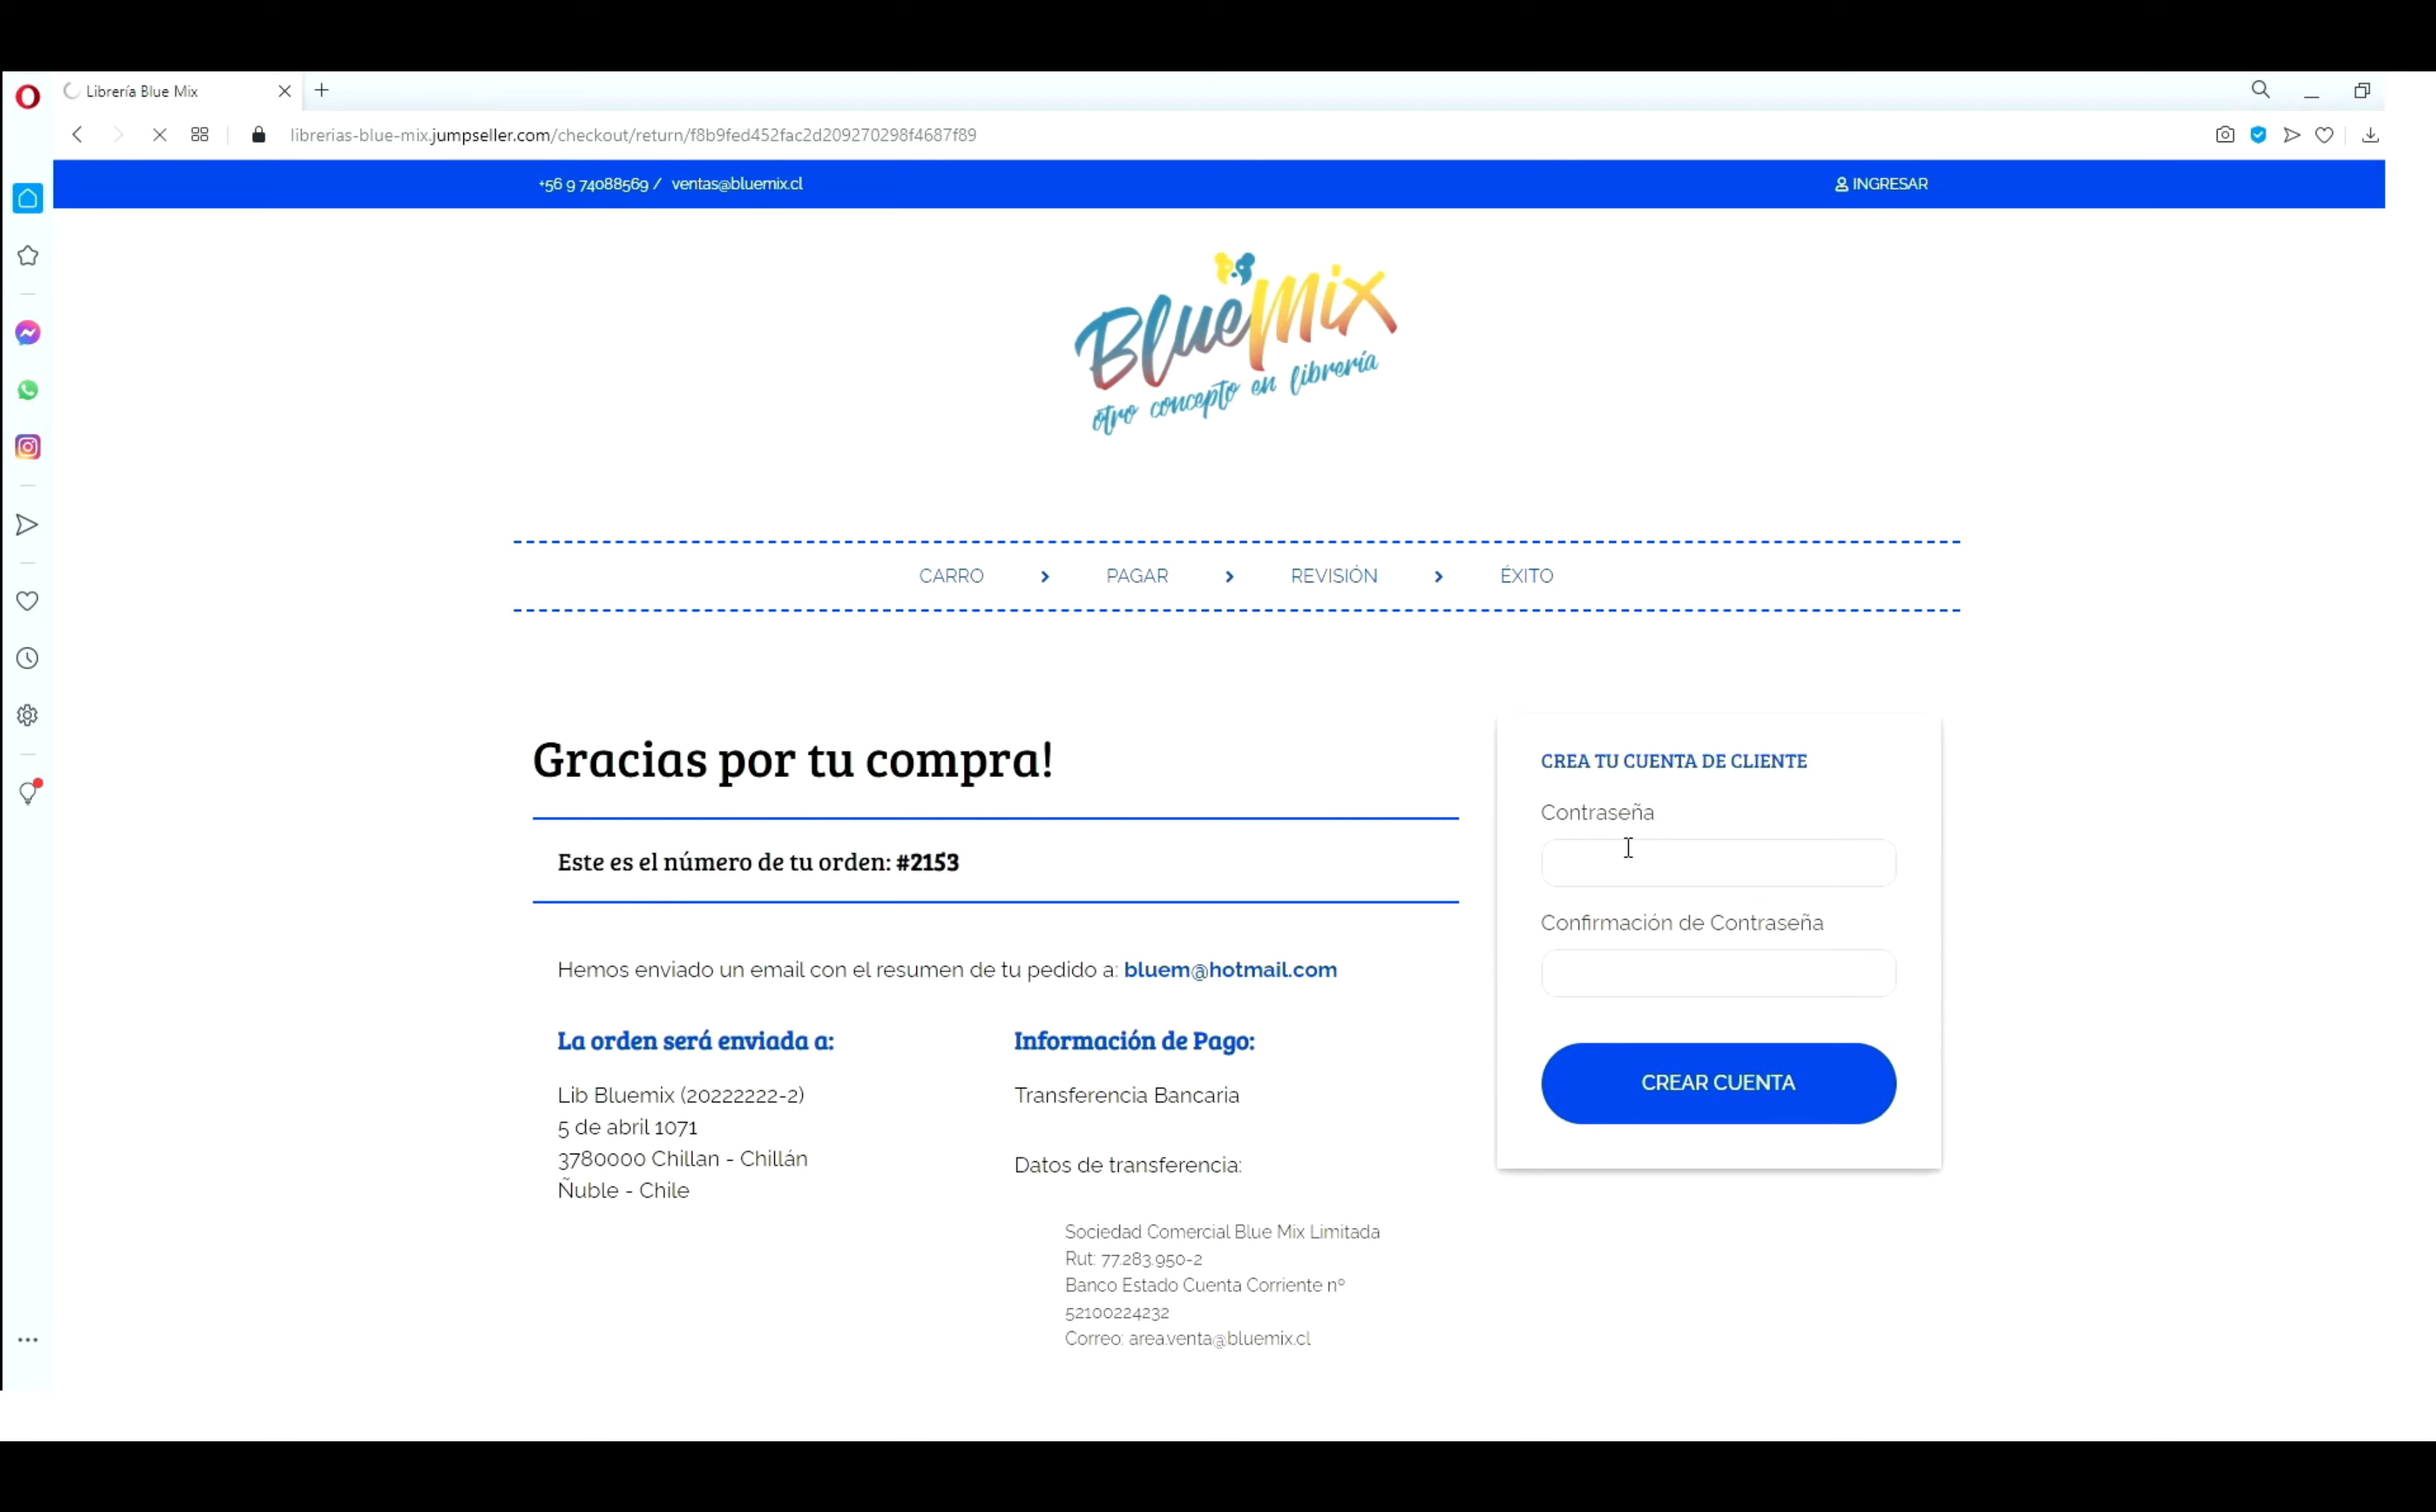 Librería Blue Mix
librerias-blue-mix.jumpseller.com/checkout/return/f8b9fed452fac2d209270298f4687f89
+56 9 74088569 / ventas@bluemix.cl
INGRESAR
BlueMix
otro concepto en librería
CARRO > PAGAR > REVISIÓN > ÉXITO
Gracias por tu compra!
Este es el número de tu orden: #2153
Hemos enviado un email con el resumen de tu pedido a: bluem@hotmail.com
La orden será enviada a:
Lib Bluemix (20222222-2)
5 de abril 1071
3780000 Chillan - Chillán
Ñuble - Chile
Información de Pago:
Transferencia Bancaria
Datos de transferencia:
Sociedad Comercial Blue Mix Limitada
Rut: 77.283.950-2
Banco Estado Cuenta Corriente nº
52100224232
Correo: area.venta@bluemix.cl
CREA TU CUENTA DE CLIENTE
Contraseña
Confirmación de Contraseña
CREAR CUENTA